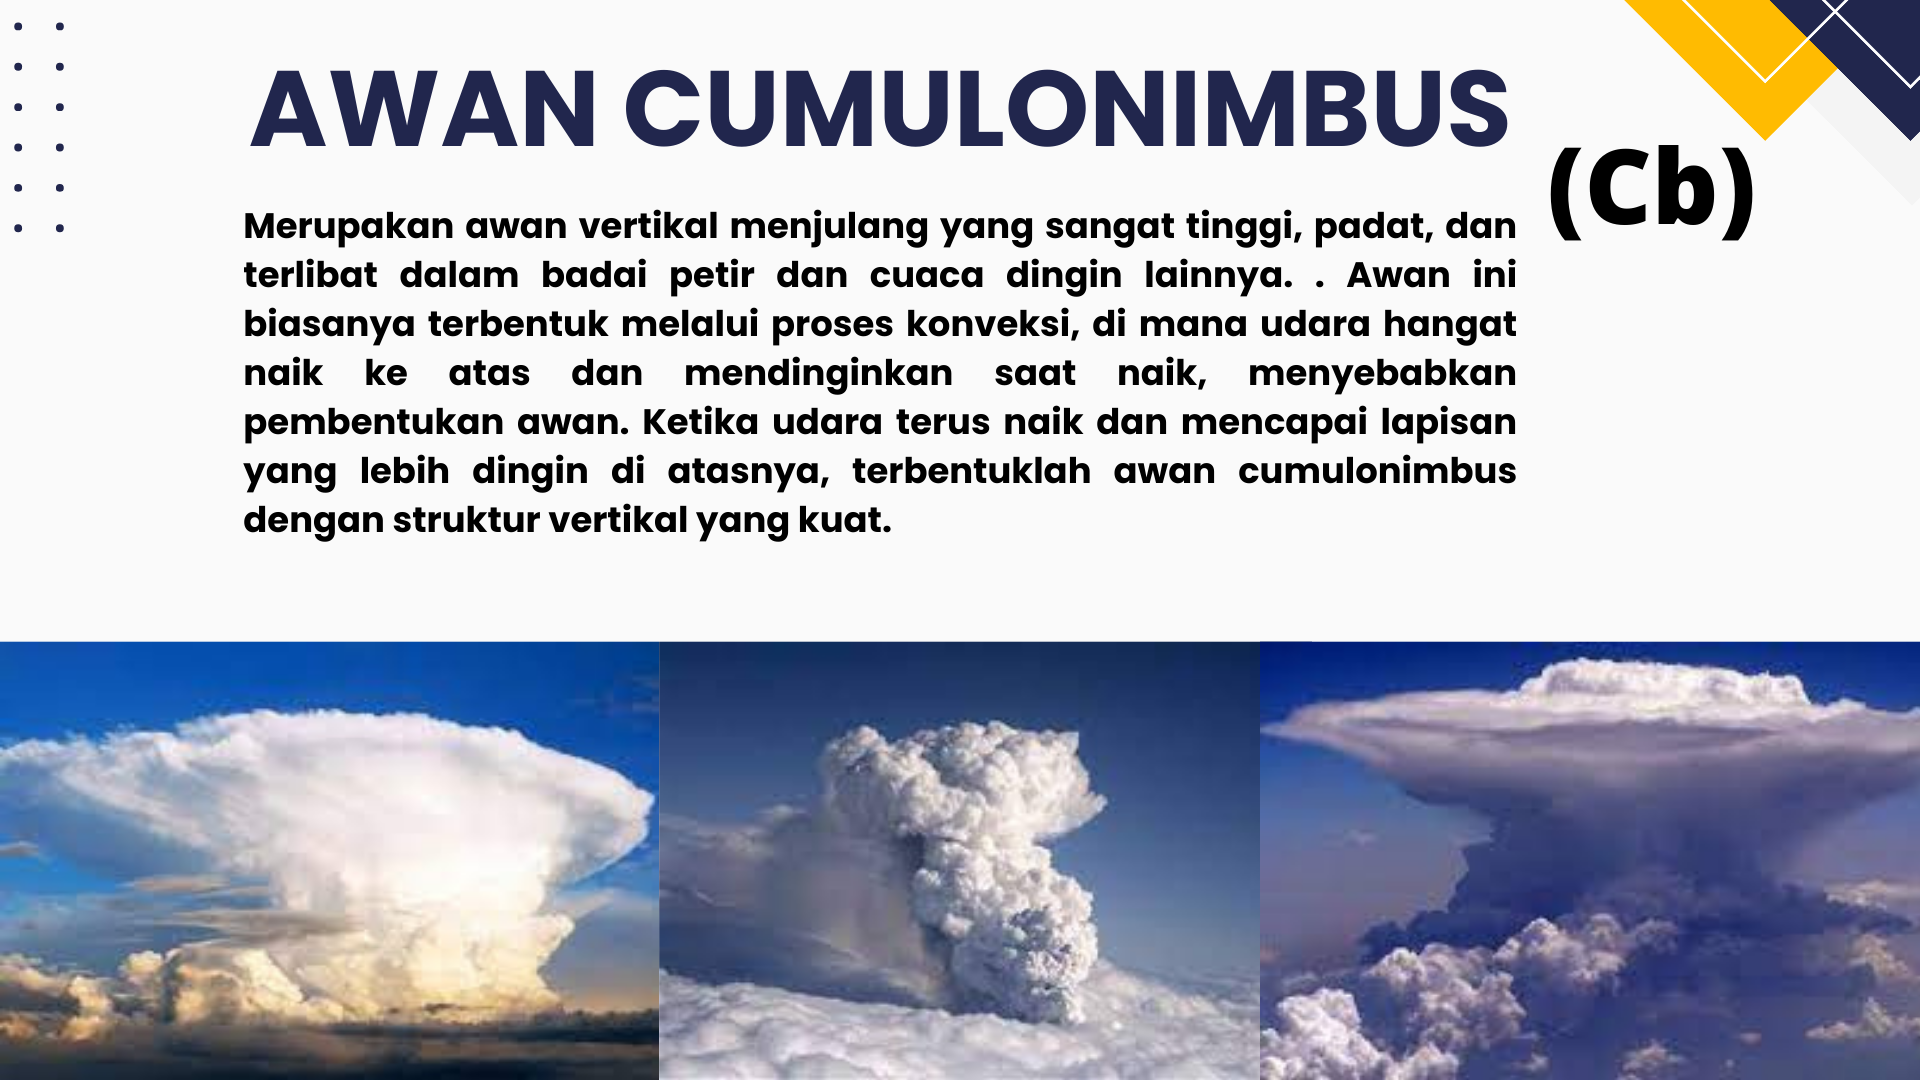 AWAN CUMULONIMBUS
(Cb)
Merupakan awan vertikal menjulang yang sangat tinggi, padat, dan
terlibat dalam badai petir dan cuaca dingin lainnya. . Awan ini
biasanya terbentuk melalui proses konveksi, di mana udara hangat
naik ke atas dan mendinginkan saat naik, menyebabkan
pembentukan awan. Ketika udara terus naik dan mencapai lapisan
yang lebih dingin di atasnya, terbentuklah awan cumulonimbus
dengan struktur vertikal yang kuat.